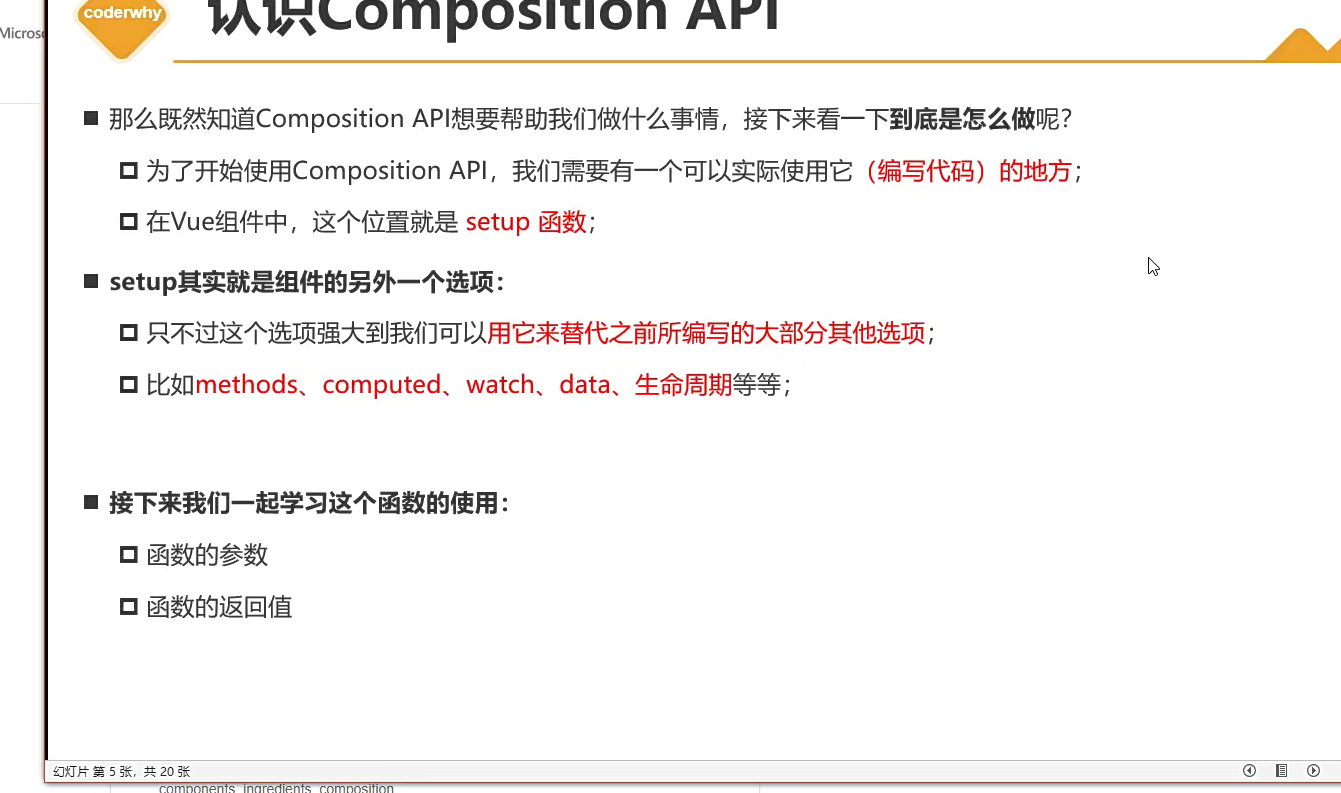 coderwhy
认识Composition API
Micros
那么既然知道Composition API想要帮助我们做什么事情，接下来看一下到底是怎么做呢？
为了开始使用Composition API，我们需要有一个可以实际使用它（编写代码）的地方；
在Vue组件中，这个位置就是 setup 函数；
setup其实就是组件的另外一个选项：
只不过这个选项强大到我们可以用它来替代之前所编写的大部分其他选项；
比如methods、computed、watch、data、生命周期等等；
接下来我们一起学习这个函数的使用：
函数的参数
函数的返回值
幻灯片 第 5 张，共 20 张
components_ingredients_composition